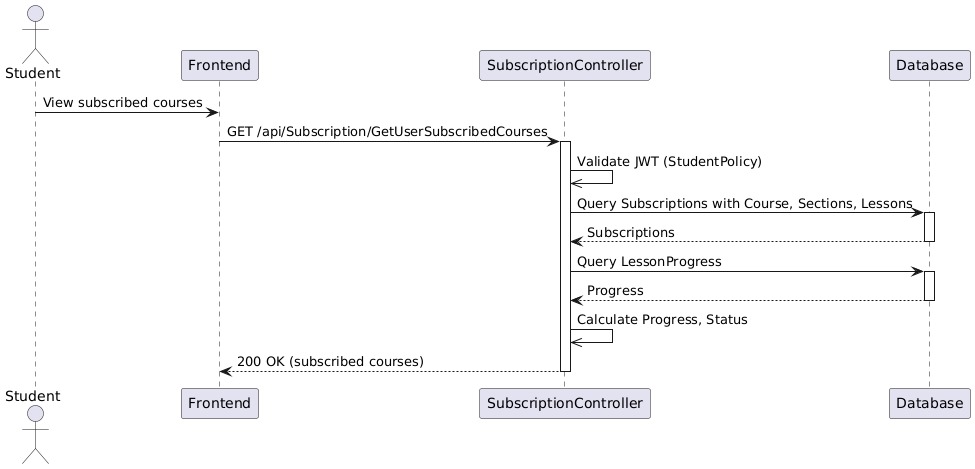 Student
Frontend
SubscriptionController
Database
View subscribed courses
GET /api/Subscription/GetUserSubscribedCourses
Validate JWT (StudentPolicy)
Query Subscriptions with Course, Sections, Lessons
Subscriptions
Query LessonProgress
Progress
Calculate Progress, Status
200 OK (subscribed courses)
Student
Frontend
SubscriptionController
Database